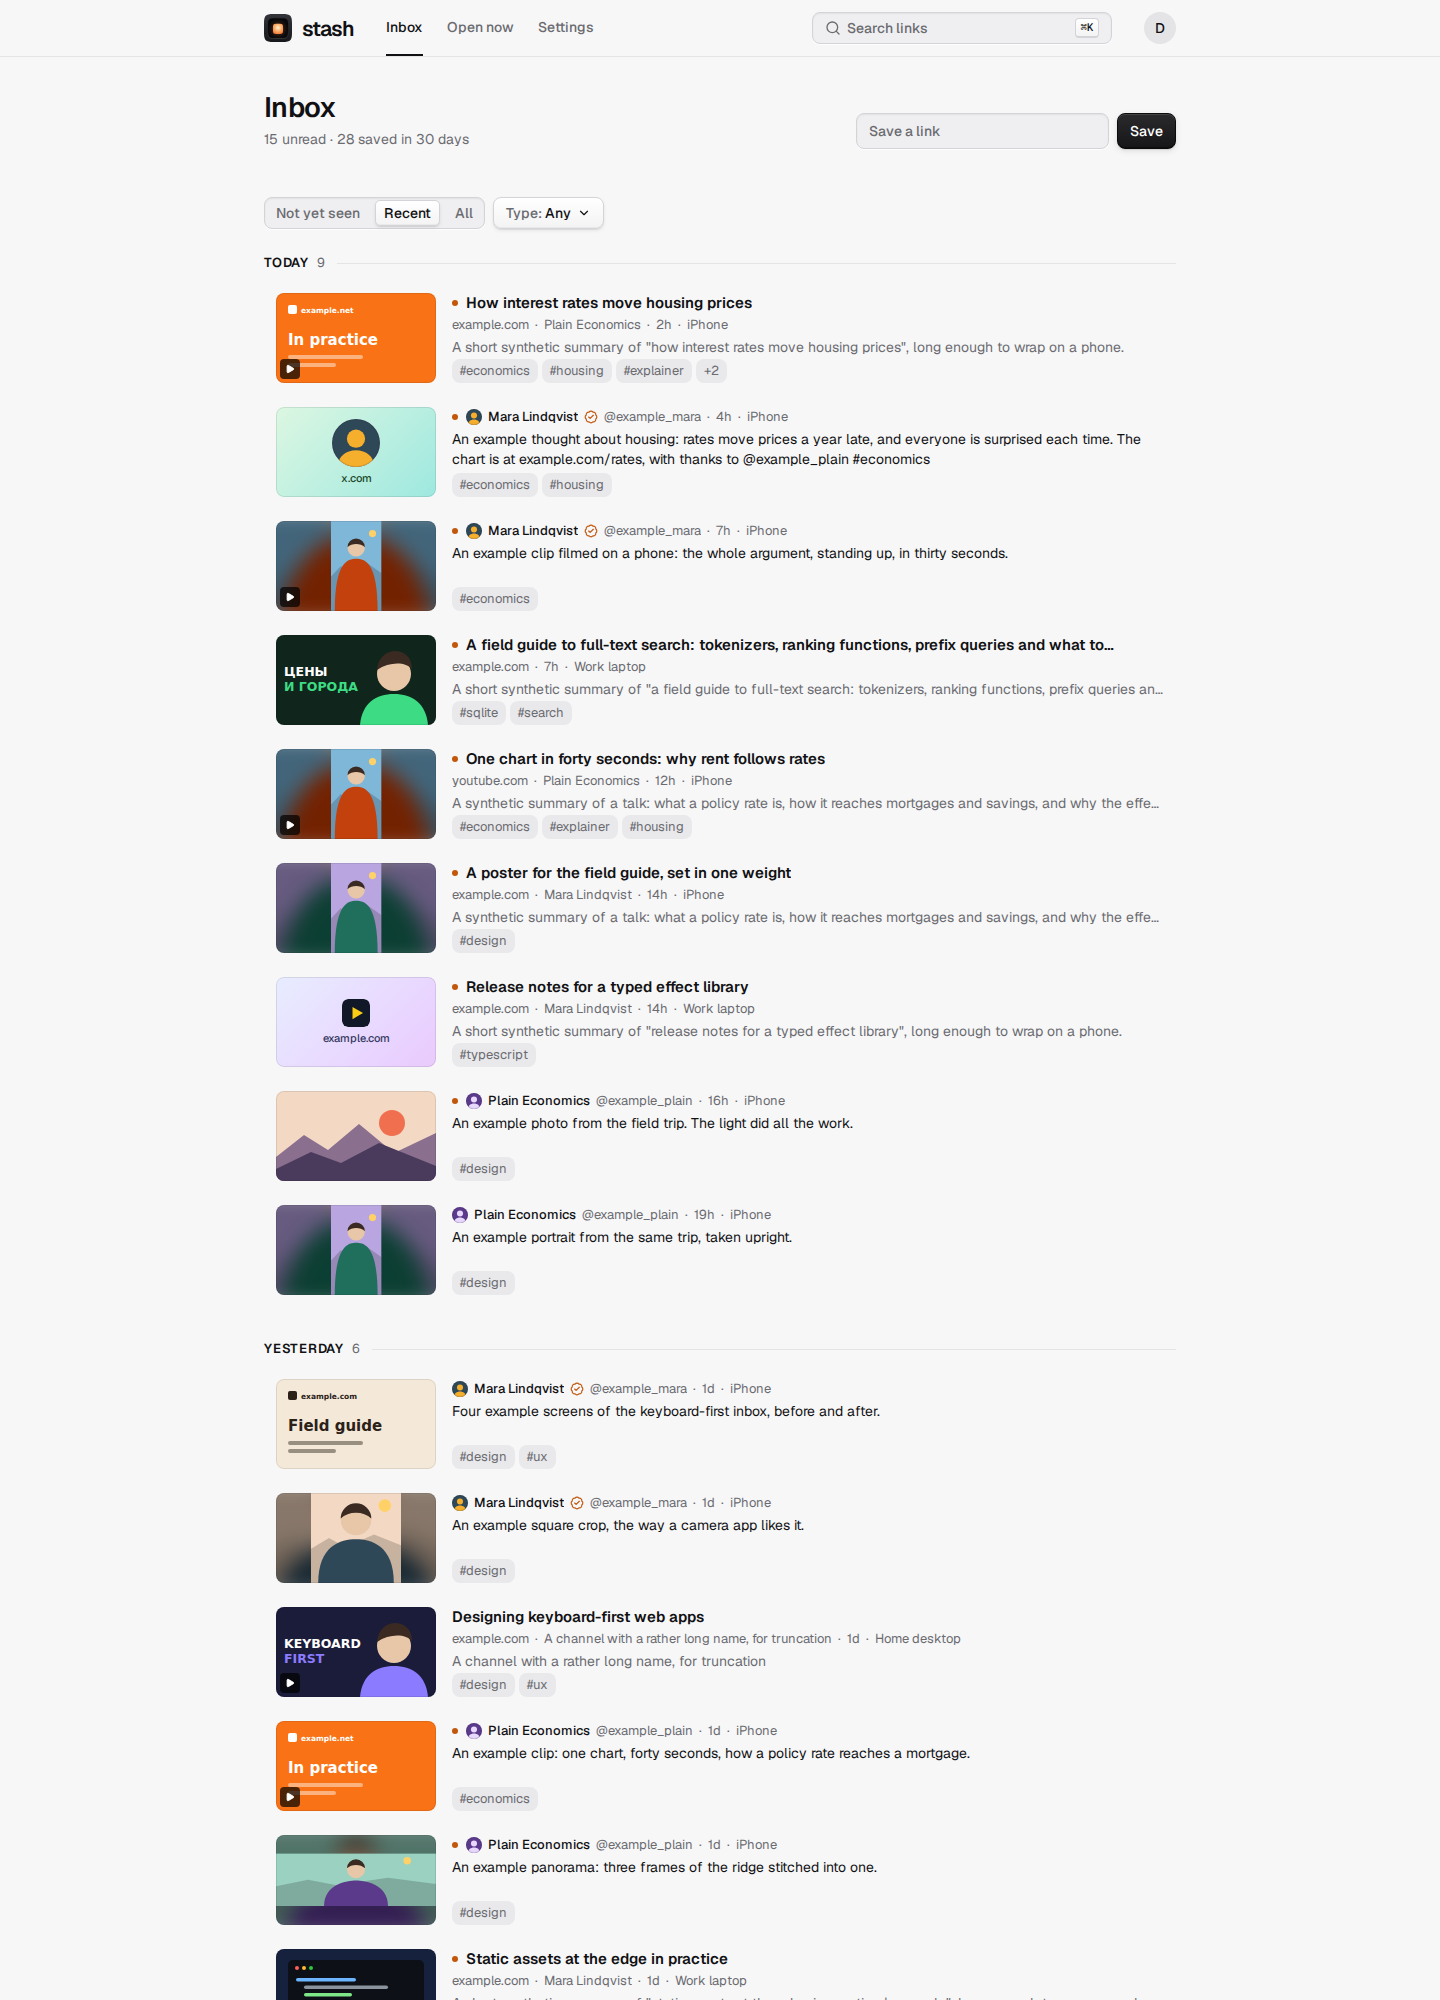 stash
Inbox
Open now
Settings
Search links
⌘K
D
Inbox
15 unread · 28 saved in 30 days
Save a link
Save
Not yet seen
Recent
All
Type: Any
TODAY 9
example.net
In practice
How interest rates move housing prices
example.com · Plain Economics · 2h · iPhone
A short synthetic summary of "how interest rates move housing prices", long enough to wrap on a phone.
#economics #housing #explainer +2
x.com
Mara Lindqvist @example_mara · 4h · iPhone
An example thought about housing: rates move prices a year late, and everyone is surprised each time. The
chart is at example.com/rates, with thanks to @example_plain #economics
#economics #housing
Mara Lindqvist @example_mara · 7h · iPhone
An example clip filmed on a phone: the whole argument, standing up, in thirty seconds.
#economics
ЦЕНЫ
И ГОРОДА
A field guide to full-text search: tokenizers, ranking functions, prefix queries and what to…
example.com · 7h · Work laptop
A short synthetic summary of "a field guide to full-text search: tokenizers, ranking functions, prefix queries an…
#sqlite #search
One chart in forty seconds: why rent follows rates
youtube.com · Plain Economics · 12h · iPhone
A synthetic summary of a talk: what a policy rate is, how it reaches mortgages and savings, and why the effe…
#economics #explainer #housing
A poster for the field guide, set in one weight
example.com · Mara Lindqvist · 14h · iPhone
A synthetic summary of a talk: what a policy rate is, how it reaches mortgages and savings, and why the effe…
#design
example.com
Release notes for a typed effect library
example.com · Mara Lindqvist · 14h · Work laptop
A short synthetic summary of "release notes for a typed effect library", long enough to wrap on a phone.
#typescript
Plain Economics @example_plain · 16h · iPhone
An example photo from the field trip. The light did all the work.
#design
Plain Economics @example_plain · 19h · iPhone
An example portrait from the same trip, taken upright.
#design
YESTERDAY 6
example.com
Field guide
Mara Lindqvist @example_mara · 1d · iPhone
Four example screens of the keyboard-first inbox, before and after.
#design #ux
Mara Lindqvist @example_mara · 1d · iPhone
An example square crop, the way a camera app likes it.
#design
KEYBOARD
FIRST
Designing keyboard-first web apps
example.com · A channel with a rather long name, for truncation · 1d · Home desktop
A channel with a rather long name, for truncation
#design #ux
example.net
In practice
Plain Economics @example_plain · 1d · iPhone
An example clip: one chart, forty seconds, how a policy rate reaches a mortgage.
#economics
Plain Economics @example_plain · 1d · iPhone
An example panorama: three frames of the ridge stitched into one.
#design
Static assets at the edge in practice
example.com · Mara Lindqvist · 1d · Work laptop